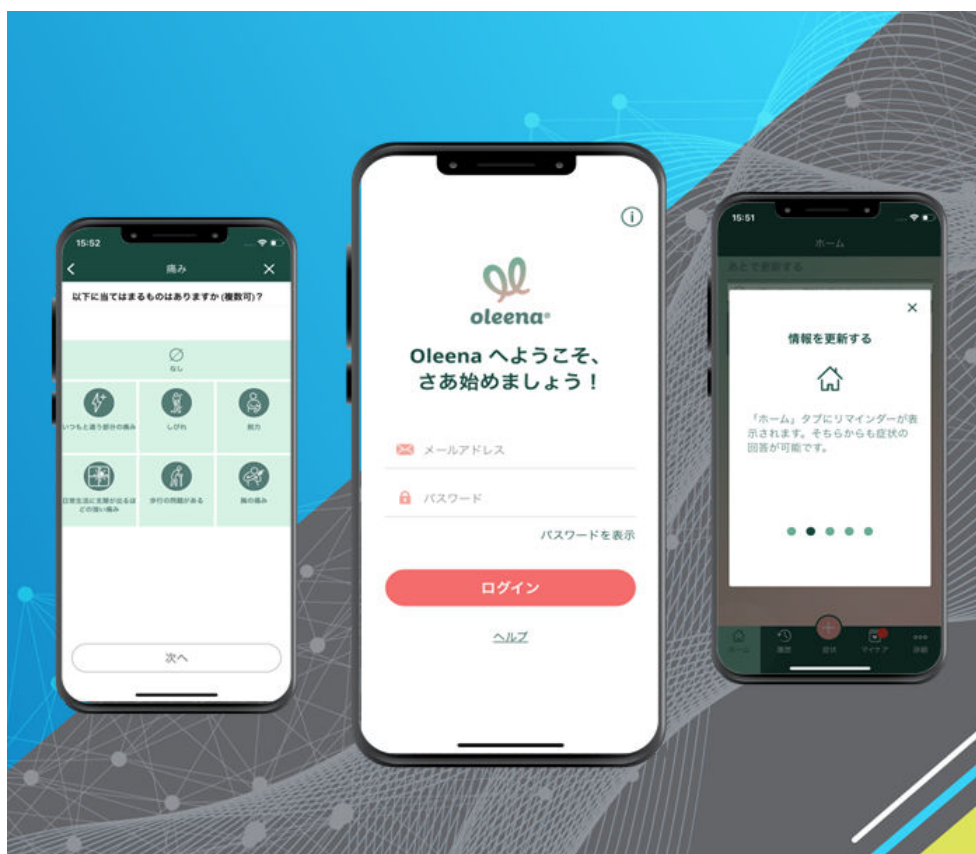 15:52
痛み
以下に当てはまるものはありますか (複数可)？
なし
いつもと違う部分の痛み
しびれ
脱力
日常生活に支障が出るほ
どの強い痛み
歩行の問題がある
胸の痛み
次へ
oleena®
Oleena へようこそ、
さあ始めましょう！
メールアドレス
パスワード
パスワードを表示
ログイン
ヘルプ
15:51
ホーム
あとで更新する
情報を更新する
「ホーム」タブにリマインダーが表
示されます。そちらからも症状の
回答が可能です。
ホーム
履歴
症状
マイケア
詳細